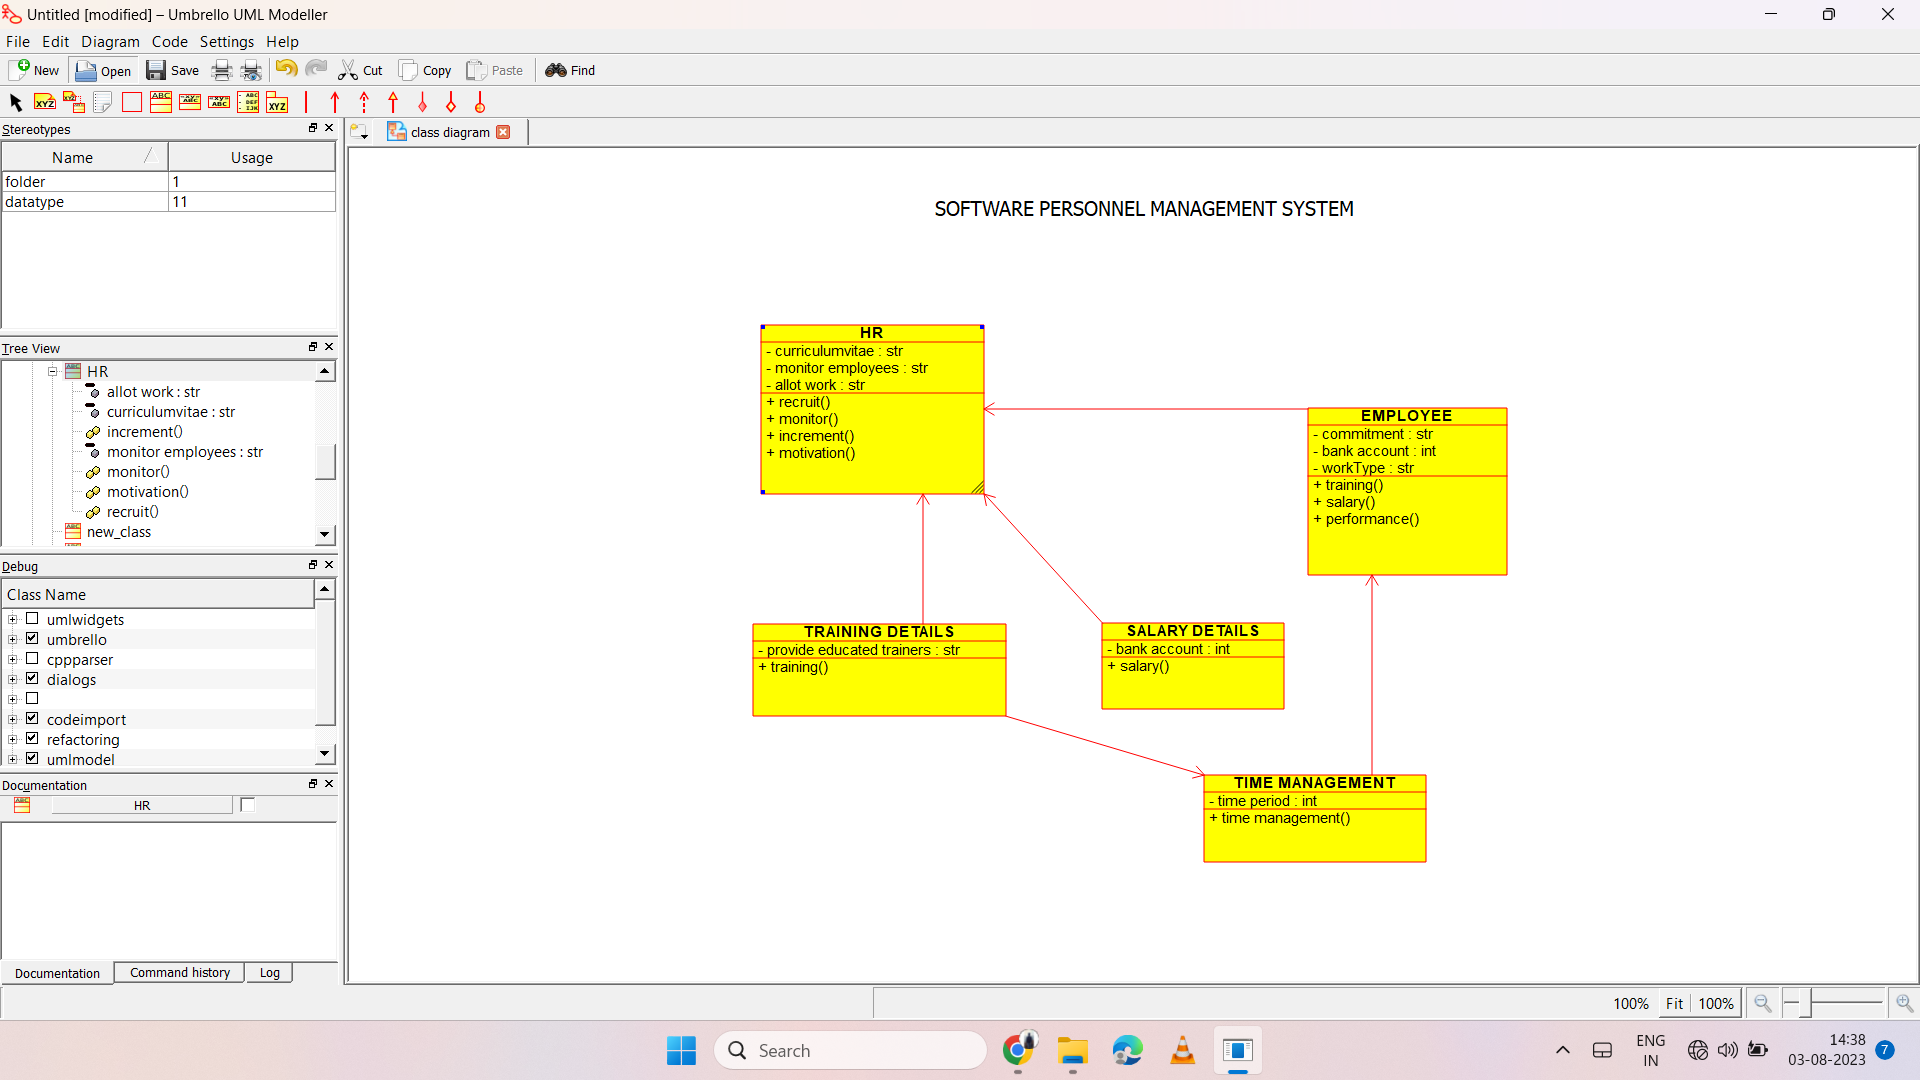 Untitled [modified] – Umbrello UML Modeller
File Edit Diagram Code Settings Help
New Open Save Cut Copy Paste Find
Stereotypes
Name Usage
folder 1
datatype 11
Tree View
HR
allot work : str
curriculumvitae : str
increment()
monitor employees : str
monitor()
motivation()
recruit()
new_class
Debug
Class Name
umlwidgets
umbrello
cppparser
dialogs
codeimport
refactoring
umlmodel
Documentation
HR
Documentation Command history Log
class diagram
SOFTWARE PERSONNEL MANAGEMENT SYSTEM
HR
- curriculumvitae : str
- monitor employees : str
- allot work : str
+ recruit()
+ monitor()
+ increment()
+ motivation()
EMPLOYEE
- commitment : str
- bank account : int
- workType : str
+ training()
+ salary()
+ performance()
TRAINING DETAILS
- provide educated trainers : str
+ training()
SALARY DETAILS
- bank account : int
+ salary()
TIME MANAGEMENT
- time period : int
+ time management()
100% Fit 100%
Search
ENG
IN
14:38
03-08-2023
7